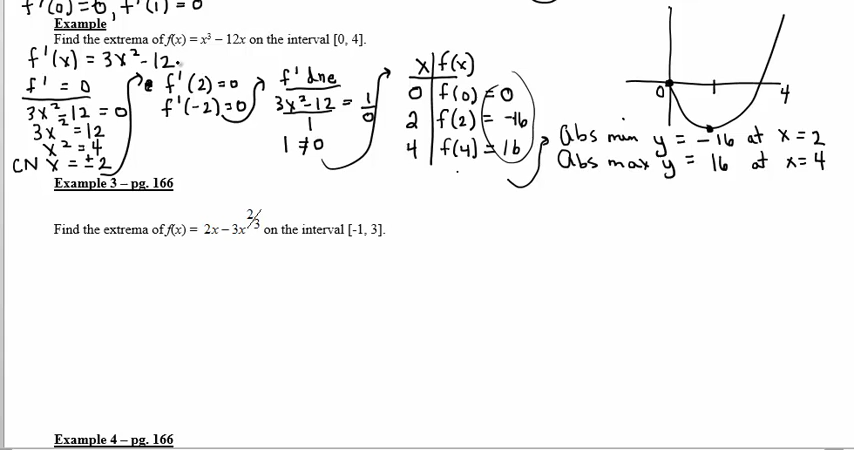 f'(0)=0, f'(1)=0
Example
Find the extrema of f(x) = x³ – 12x on the interval [0, 4].
f'(x) = 3x² - 12
f' = 0
3x² - 12 = 0
3x² = 12
x² = 4
CN x = ± 2
f'(2) = 0
f'(-2) = 0
f' dne
3x² - 12 / 1 = 1/0
1 ≠ 0
x f(x)
0 f(0) = 0
2 f(2) = -16
4 f(4) = 16
0 4
Abs min y = -16 at x = 2
Abs max y = 16 at x = 4
Example 3 – pg. 166
Find the extrema of f(x) = 2x – 3x^2/3 on the interval [-1, 3].
Example 4 – pg. 166